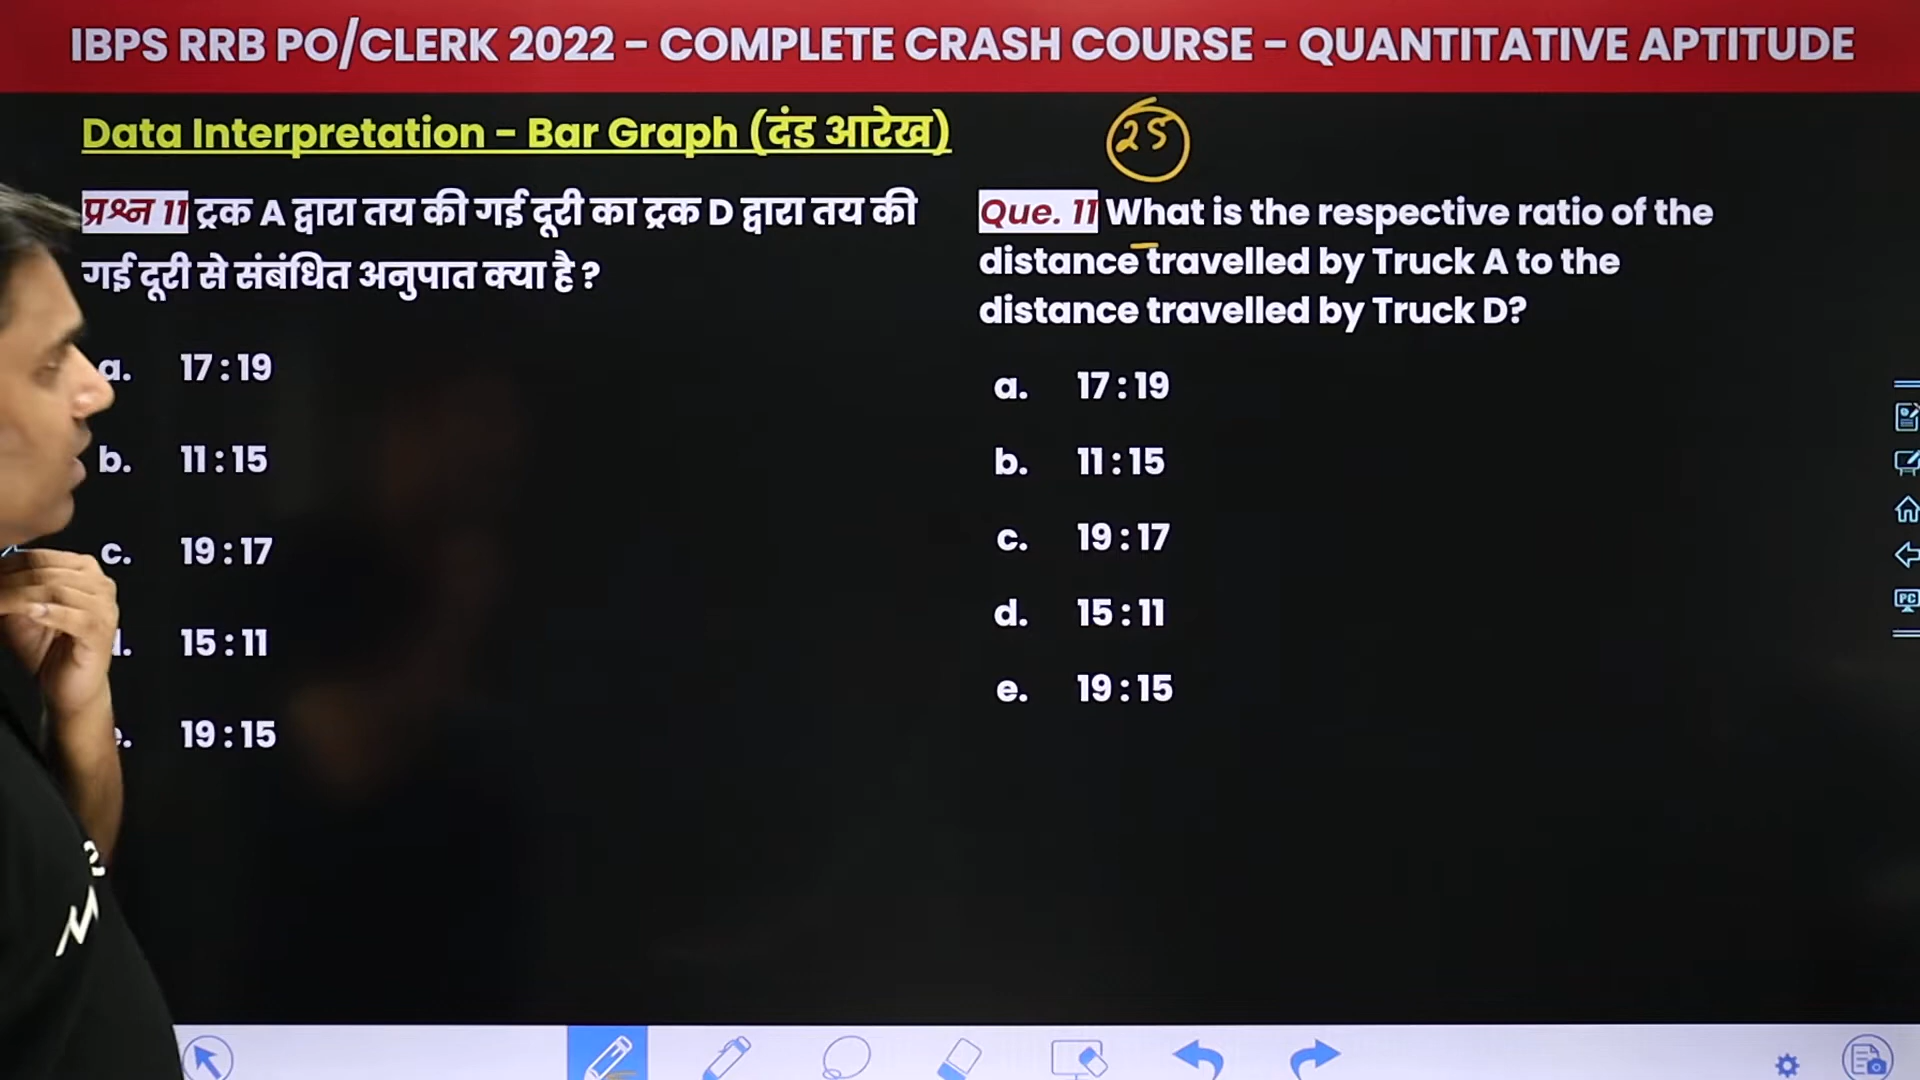 IBPS RRB PO/CLERK 2022 - COMPLETE CRASH COURSE - QUANTITATIVE APTITUDE
Data Interpretation - Bar Graph (दंड आरेख)
25
प्रश्न 11 ट्रक A द्वारा तय की गई दूरी का ट्रक D द्वारा तय की
गई दूरी से संबंधित अनुपात क्या है ?
a. 17 : 19
b. 11 : 15
c. 19 : 17
d. 15 : 11
e. 19 : 15
Que. 11 What is the respective ratio of the
distance travelled by Truck A to the
distance travelled by Truck D?
a. 17 : 19
b. 11 : 15
c. 19 : 17
d. 15 : 11
e. 19 : 15
PC